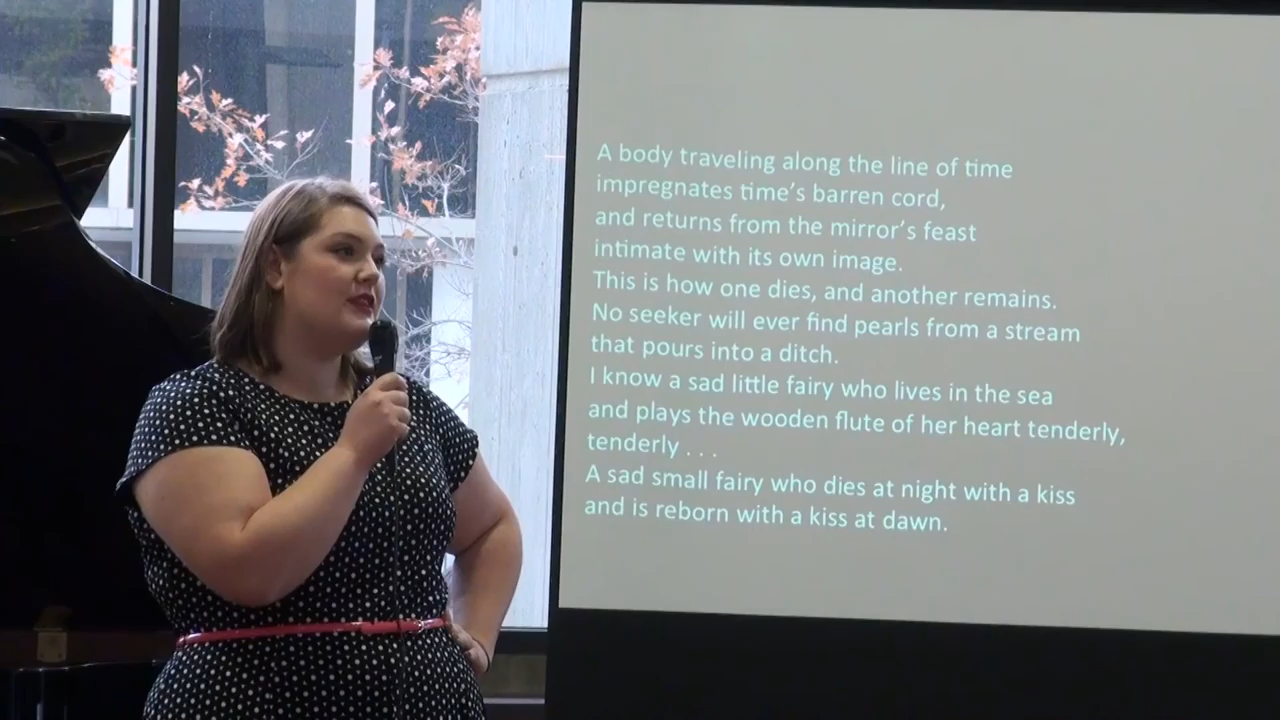 A body traveling along the line of time
impregnates time's barren cord,
and returns from the mirror's feast
intimate with its own image.
This is how one dies, and another remains.
No seeker will ever find pearls from a stream
that pours into a ditch.
I know a sad little fairy who lives in the sea
and plays the wooden flute of her heart tenderly,
tenderly . . .
A sad small fairy who dies at night with a kiss
and is reborn with a kiss at dawn.